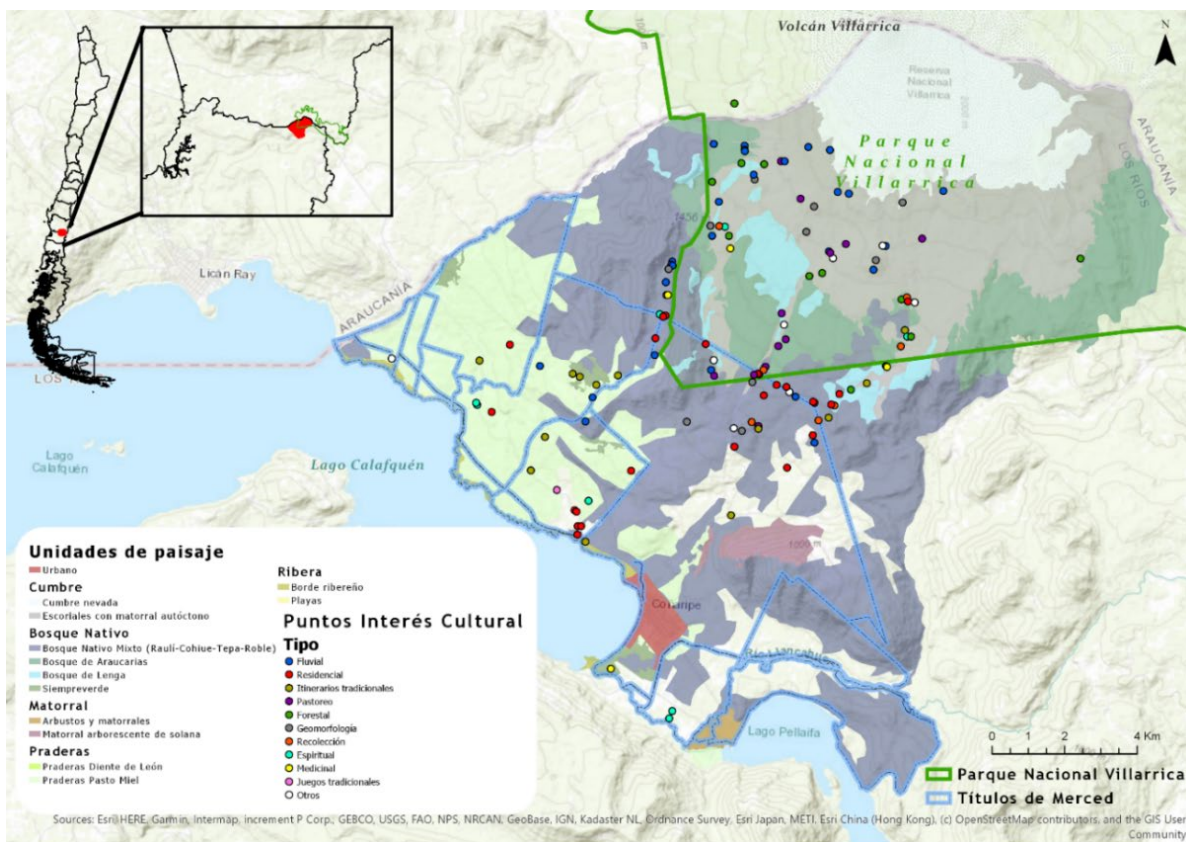 Volcán Villarrica
N
Reserva
Nacional
Villarrica
2000 m
Parque
Nacional
Villarrica
ARAUCANÍA
LOS RÍOS
1456
Licán Ray
ARAUCANÍA
LOS
Lago
Calafquén
Lago Calafquén
Coñaripe
Río Llancahue
Lago Pellaifa
0
4 Km
Unidades de paisaje
Urbano
Cumbre
Cumbre nevada
Escoriales con matorral autóctono
Bosque Nativo
Bosque Nativo Mixto (Raulí-Cohiue-Tepa-Roble)
Bosque de Araucarias
Bosque de Lenga
Siempreverde
Matorral
Arbustos y matorrales
Matorral arborescente de solana
Praderas
Praderas Diente de León
Praderas Pasto Miel
Ribera
Borde ribereño
Playas
Puntos Interés Cultural
Tipo
Fluvial
Residencial
Itinerarios tradicionales
Pastoreo
Forestal
Geomorfología
Recolección
Espiritual
Medicinal
Juegos tradicionales
Otros
Parque Nacional Villarrica
Títulos de Merced
Sources: Esri, HERE, Garmin, Intermap, increment P Corp., GEBCO, USGS, FAO, NPS, NRCAN, GeoBase, IGN, Kadaster NL, Ordnance Survey, Esri Japan, METI, Esri China (Hong Kong), (c) OpenStreetMap contributors, and the GIS User
Community